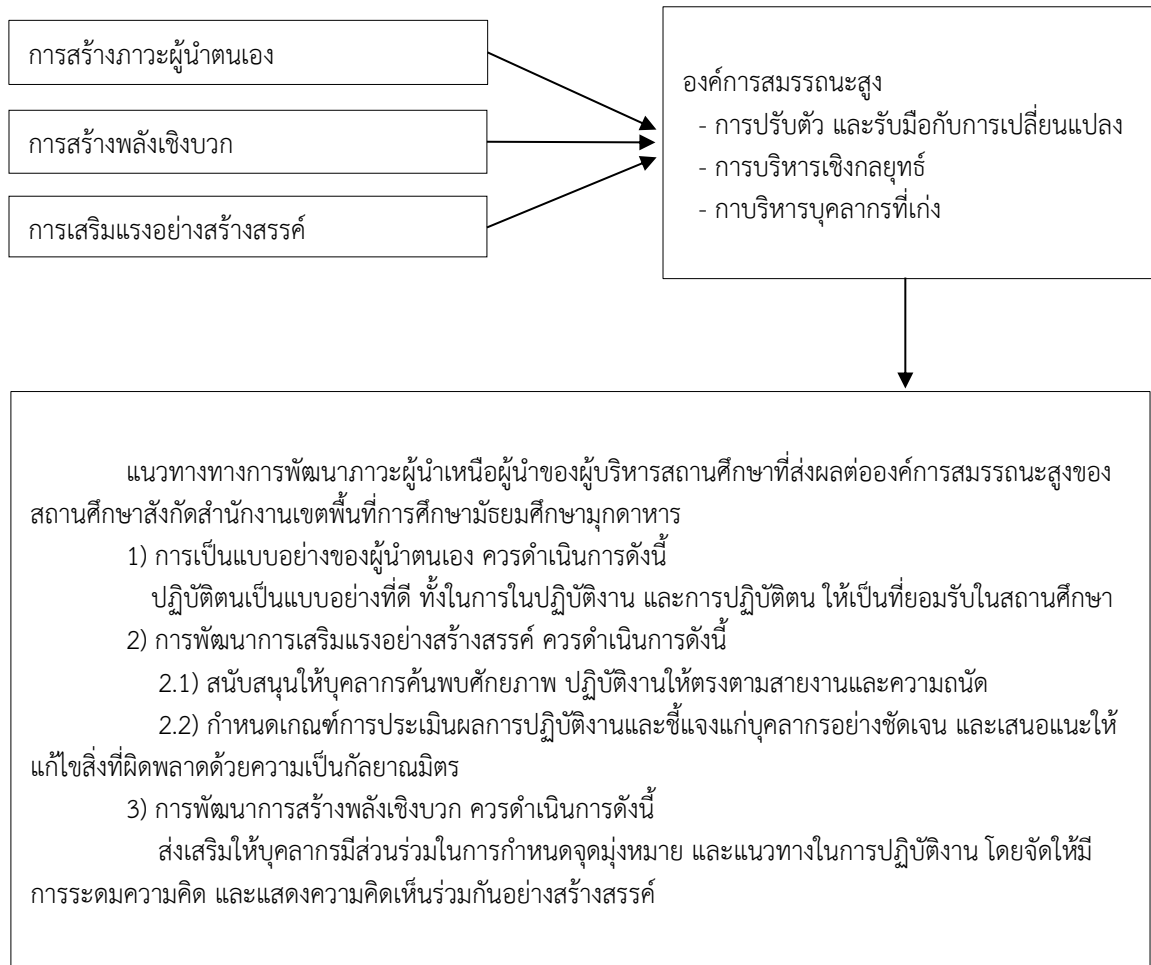 การสร้างภาวะผู้นำตนเอง
การสร้างพลังเชิงบวก
การเสริมแรงอย่างสร้างสรรค์
องค์การสมรรถนะสูง
- การปรับตัว และรับมือกับการเปลี่ยนแปลง
- การบริหารเชิงกลยุทธ์
- กาบริหารบุคลากรที่เก่ง
แนวทางทางการพัฒนาภาวะผู้นำเหนือผู้นำของผู้บริหารสถานศึกษาที่ส่งผลต่อองค์การสมรรถนะสูงของ
สถานศึกษาสังกัดสำนักงานเขตพื้นที่การศึกษามัธยมศึกษามุกดาหาร
1) การเป็นแบบอย่างของผู้นำตนเอง ควรดำเนินการดังนี้
ปฏิบัติตนเป็นแบบอย่างที่ดี ทั้งในการในปฏิบัติงาน และการปฏิบัติตน ให้เป็นที่ยอมรับในสถานศึกษา
2) การพัฒนาการเสริมแรงอย่างสร้างสรรค์ ควรดำเนินการดังนี้
2.1) สนับสนุนให้บุคลากรค้นพบศักยภาพ ปฏิบัติงานให้ตรงตามสายงานและความถนัด
2.2) กำหนดเกณฑ์การประเมินผลการปฏิบัติงานและชี้แจงแก่บุคลากรอย่างชัดเจน และเสนอแนะให้
แก้ไขสิ่งที่ผิดพลาดด้วยความเป็นกัลยาณมิตร
3) การพัฒนาการสร้างพลังเชิงบวก ควรดำเนินการดังนี้
ส่งเสริมให้บุคลากรมีส่วนร่วมในการกำหนดจุดมุ่งหมาย และแนวทางในการปฏิบัติงาน โดยจัดให้มี
การระดมความคิด และแสดงความคิดเห็นร่วมกันอย่างสร้างสรรค์